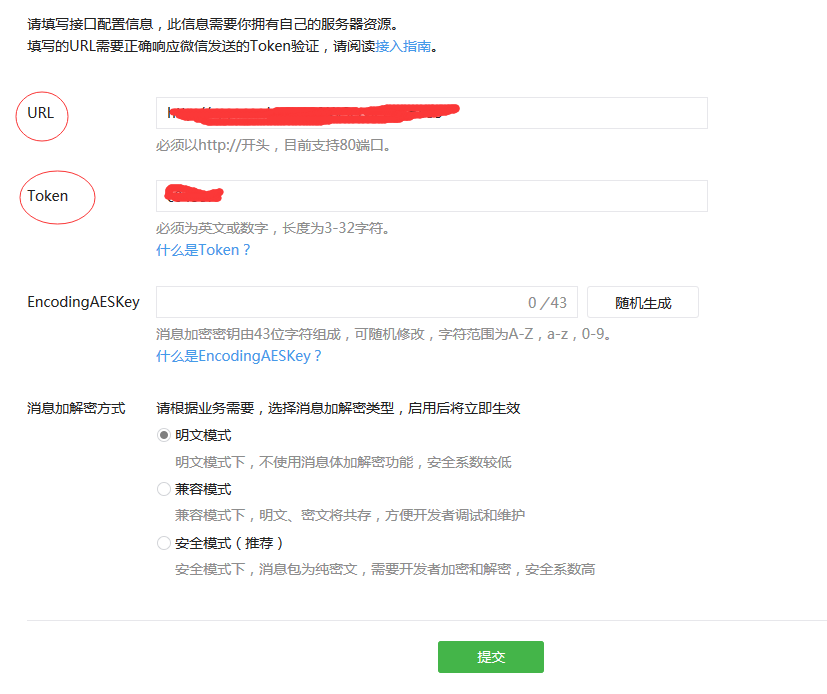 请填写接口配置信息，此信息需要你拥有自己的服务器资源。
填写的URL需要正确响应微信发送的Token验证，请阅读接入指南。
URL
必须以http://开头，目前支持80端口。
Token
必须为英文或数字，长度为3-32字符。
什么是Token？
EncodingAESKey
0／43
随机生成
消息加密密钥由43位字符组成，可随机修改，字符范围为A-Z，a-z，0-9。
什么是EncodingAESKey？
消息加解密方式
请根据业务需要，选择消息加解密类型，启用后将立即生效
明文模式
明文模式下，不使用消息体加解密功能，安全系数较低
兼容模式
兼容模式下，明文、密文将共存，方便开发者调试和维护
安全模式（推荐）
安全模式下，消息包为纯密文，需要开发者加密和解密，安全系数高
提交